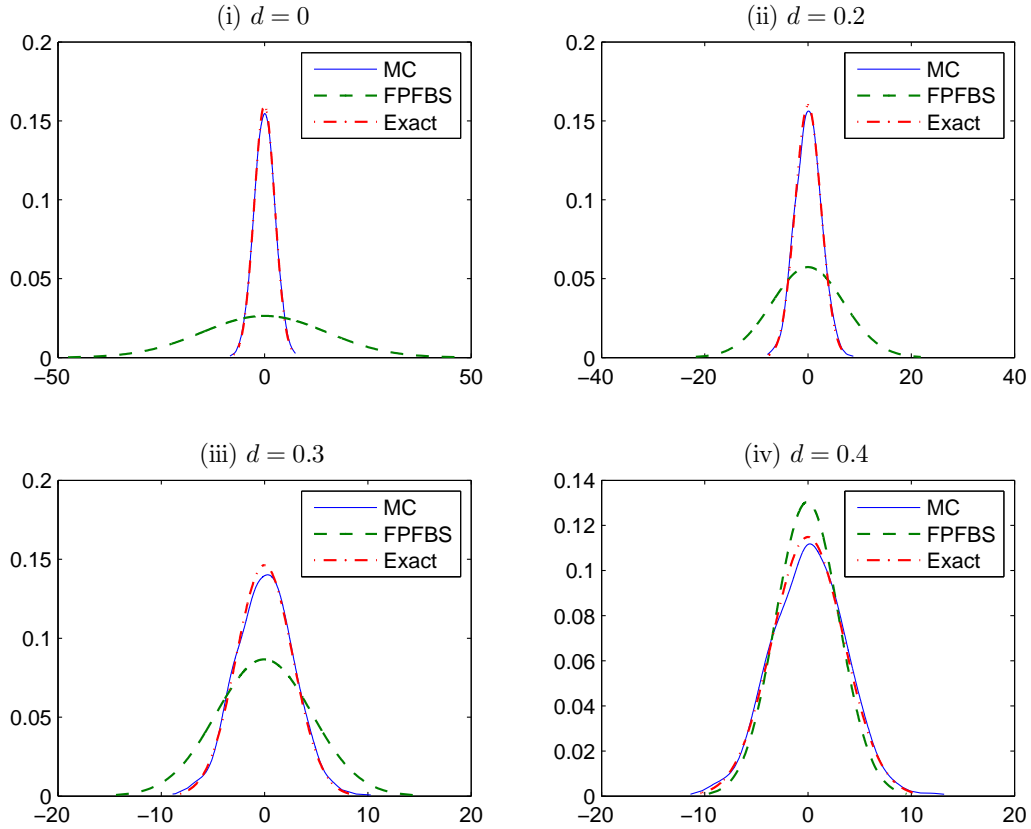 (i) d = 0
0.2
0.15
0.1
0.05
0
−50
0
50
MC
FPFBS
Exact
(ii) d = 0.2
0.2
0.15
0.1
0.05
0
−40
−20
0
20
40
MC
FPFBS
Exact
(iii) d = 0.3
0.2
0.15
0.1
0.05
0
−20
−10
0
10
20
MC
FPFBS
Exact
(iv) d = 0.4
0.14
0.12
0.1
0.08
0.06
0.04
0.02
0
−20
−10
0
10
20
MC
FPFBS
Exact